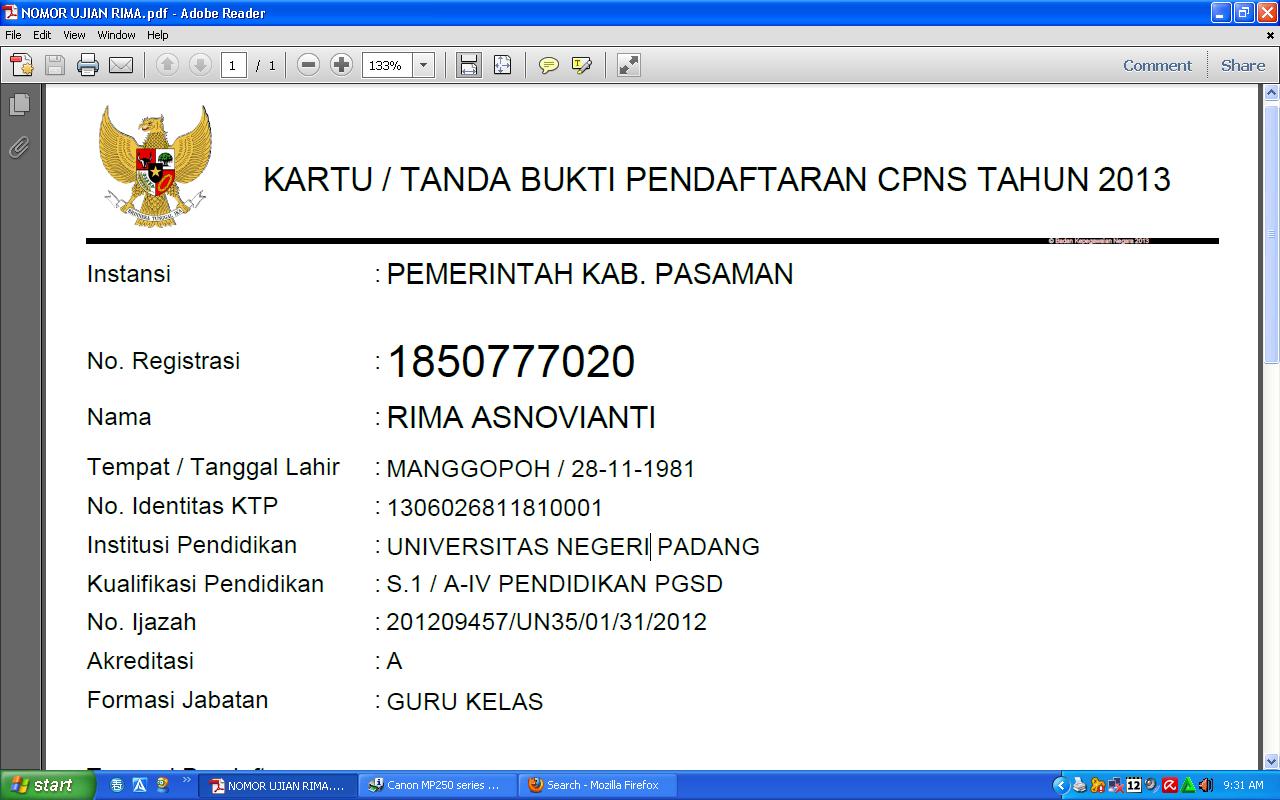 NOMOR UJIAN RIMA.pdf - Adobe Reader
File Edit View Window Help
1 / 1 133% Comment Share
KARTU / TANDA BUKTI PENDAFTARAN CPNS TAHUN 2013
© Badan Kepegawaian Negara 2013
Instansi : PEMERINTAH KAB. PASAMAN
No. Registrasi : 1850777020
Nama : RIMA ASNOVIANTI
Tempat / Tanggal Lahir : MANGGOPOH / 28-11-1981
No. Identitas KTP : 1306026811810001
Institusi Pendidikan : UNIVERSITAS NEGERI PADANG
Kualifikasi Pendidikan : S.1 / A-IV PENDIDIKAN PGSD
No. Ijazah : 201209457/UN35/01/31/2012
Akreditasi : A
Formasi Jabatan : GURU KELAS
start NOMOR UJIAN RIMA.... Canon MP250 series ... Search - Mozilla Firefox 12 9:31 AM